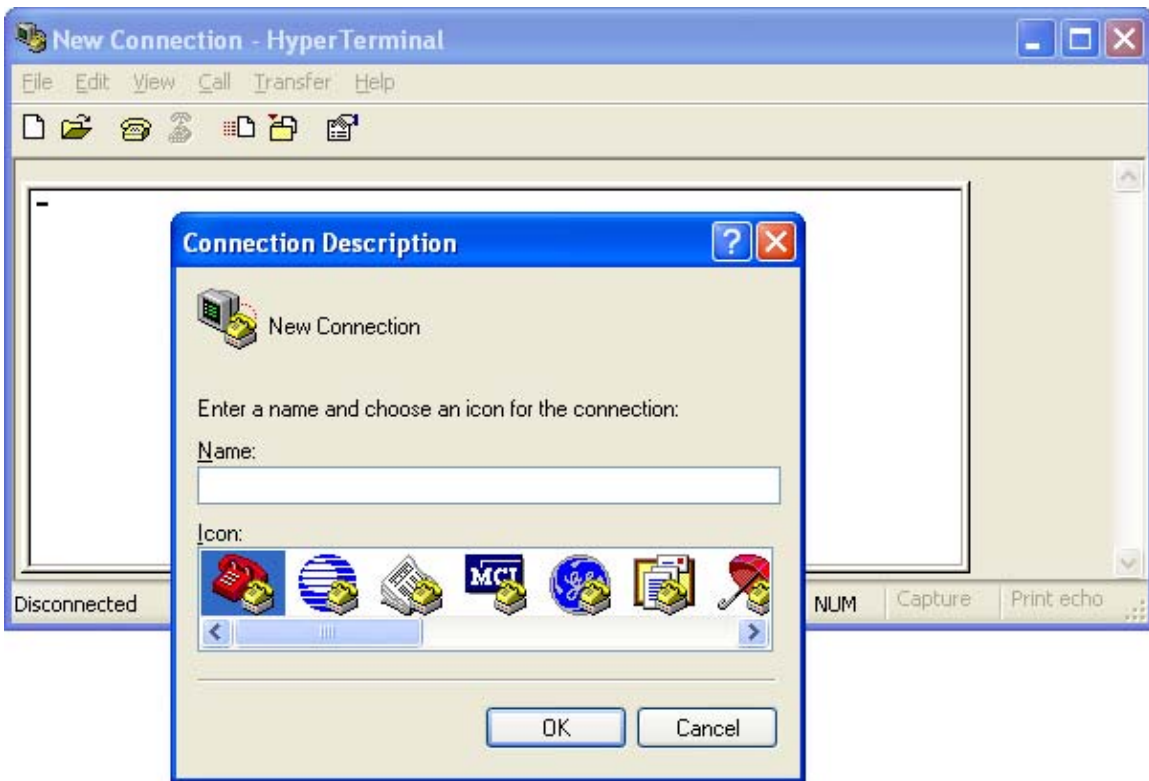 New Connection - HyperTerminal
File Edit View Call Transfer Help
Connection Description
New Connection
Enter a name and choose an icon for the connection:
Name:
Icon:
MCI
Disconnected
NUM
Capture
Print echo
OK
Cancel